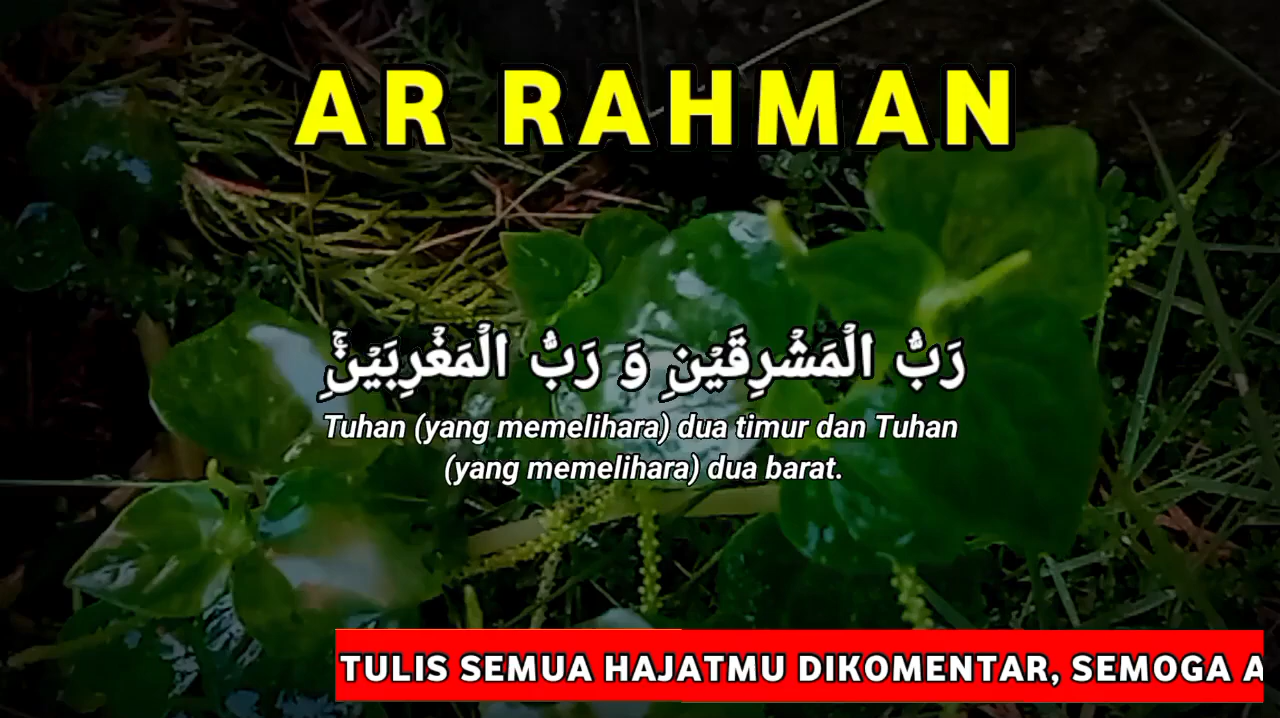 AR RAHMAN
رَبُّ الْمَشْرِقَيْنِ وَ رَبُّ الْمَغْرِبَيْنِۚ
Tuhan (yang memelihara) dua timur dan Tuhan
(yang memelihara) dua barat.
TULIS SEMUA HAJATMU DIKOMENTAR, SEMOGA A